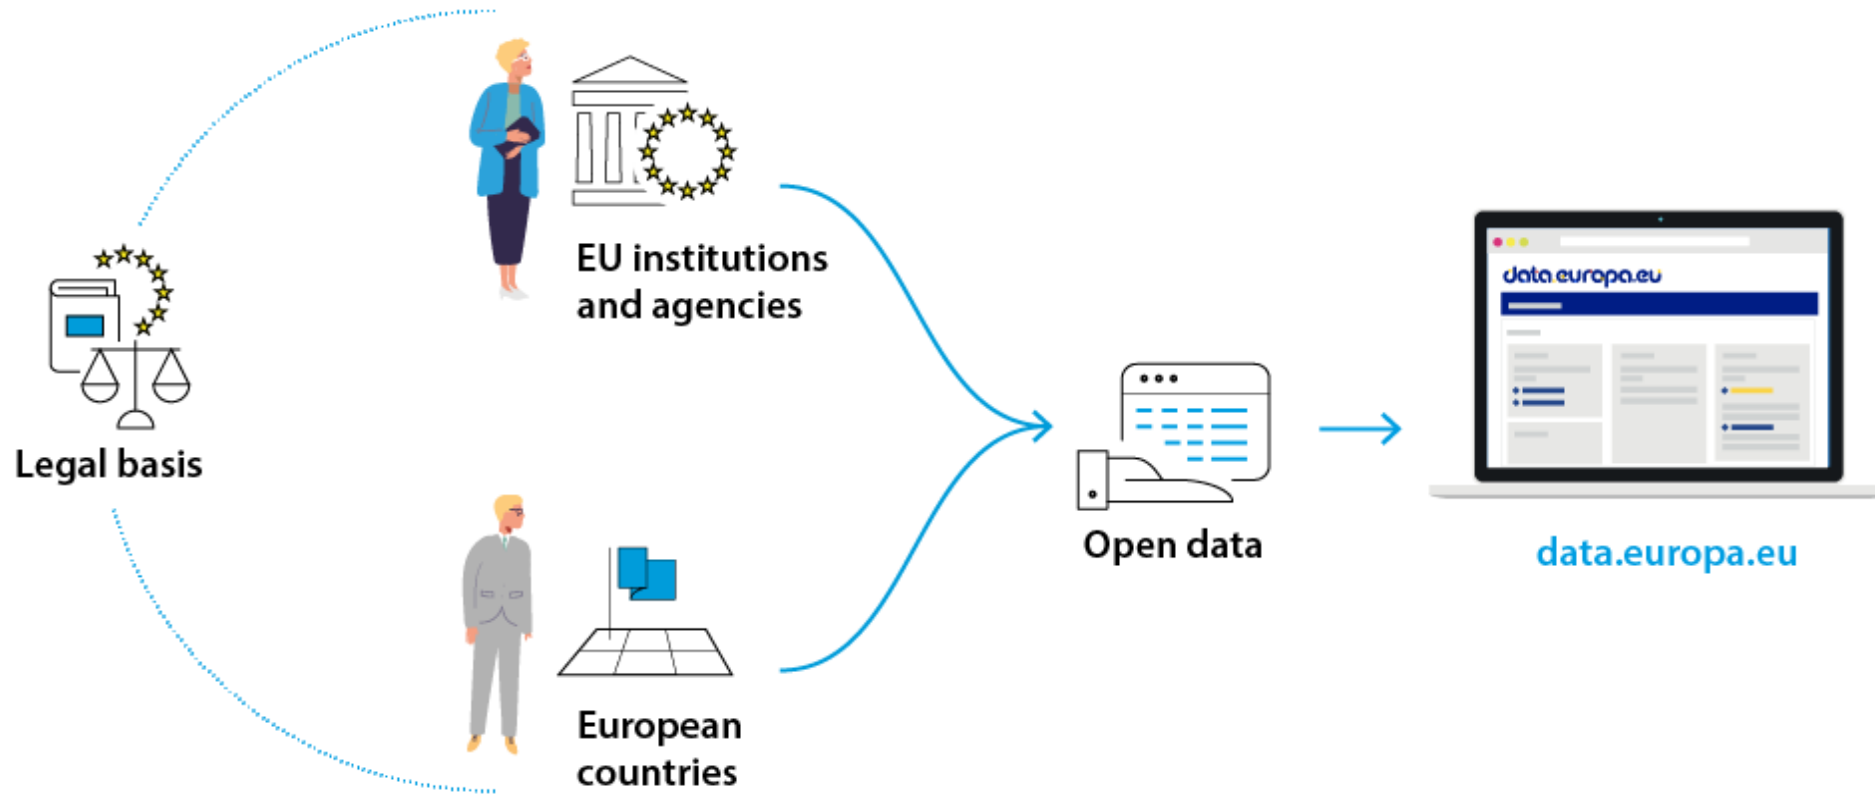 EU institutions
and agencies
Legal basis
European
countries
Open data
data.europa.eu
data.europa.eu